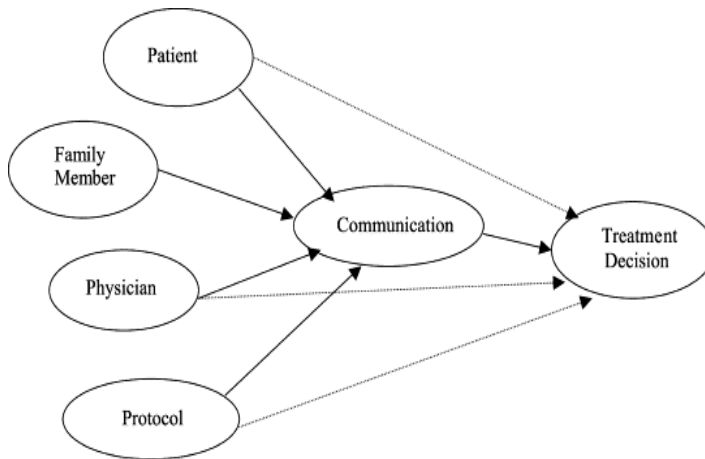 Patient
Family
Member
Communication
Treatment
Decision
Physician
Protocol